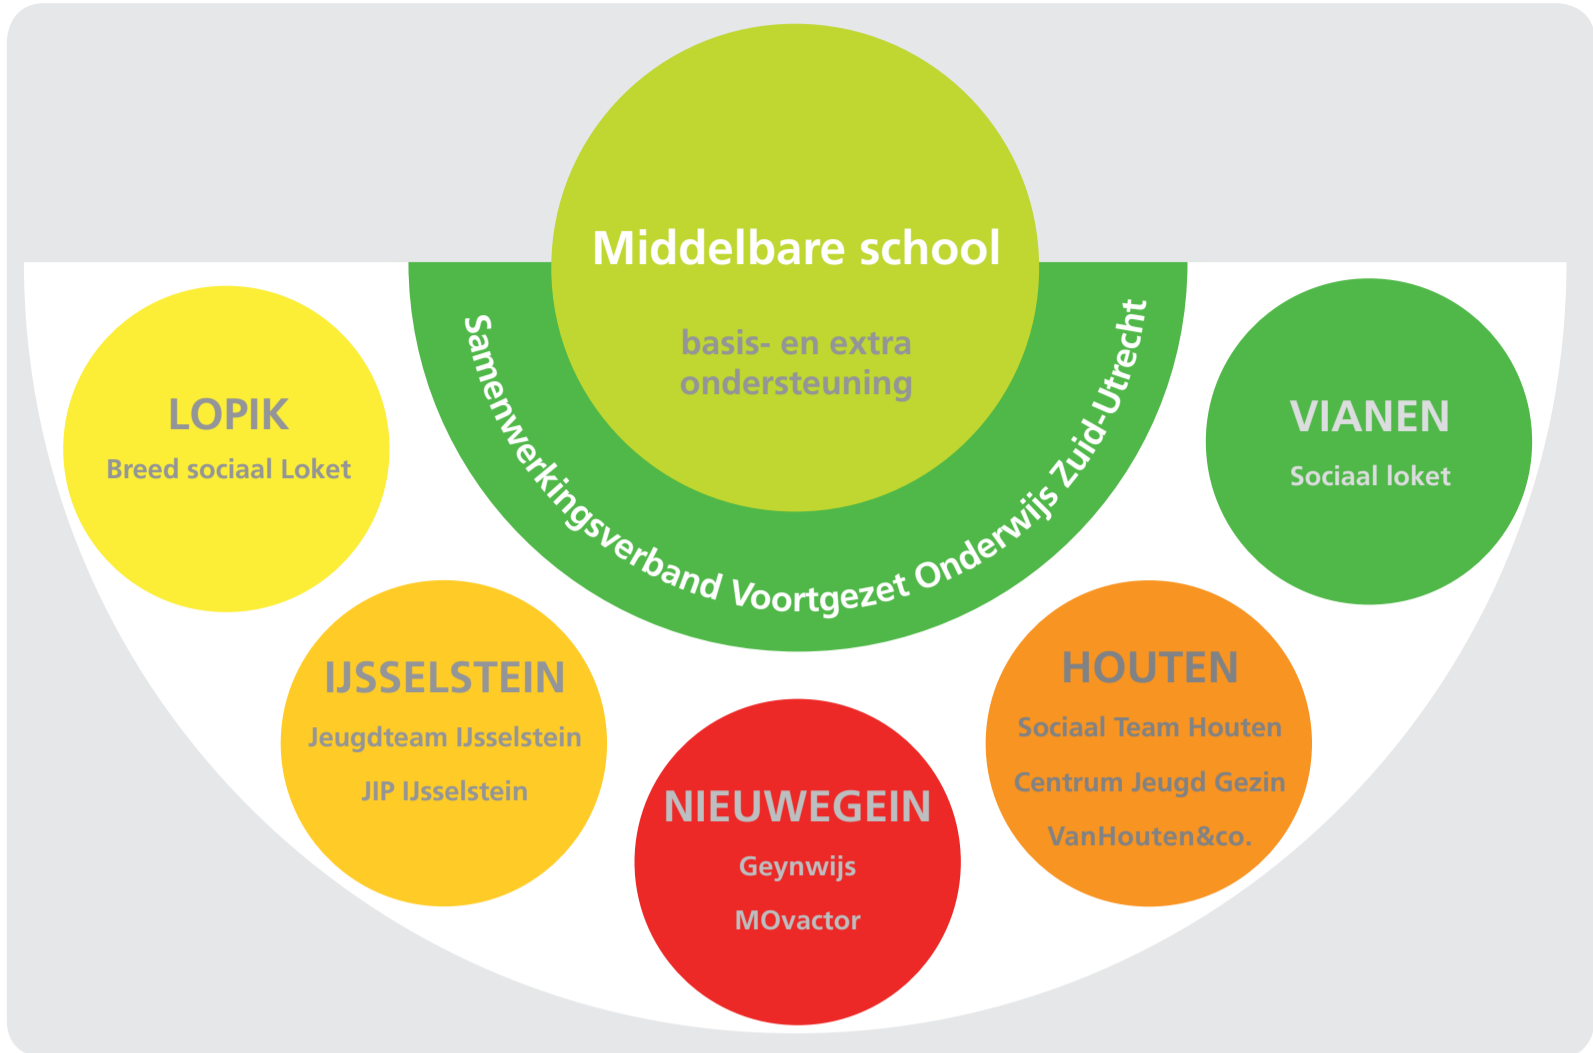 Middelbare school
basis- en extra
ondersteuning
Samenwerkingsverband Voortgezet Onderwijs Zuid-Utrecht
LOPIK
Breed sociaal Loket
IJSSELSTEIN
Jeugdteam IJsselstein
JIP IJsselstein
NIEUWEGEIN
Geynwijs
MOvactor
HOUTEN
Sociaal Team Houten
Centrum Jeugd Gezin
VanHouten&co.
VIANEN
Sociaal loket